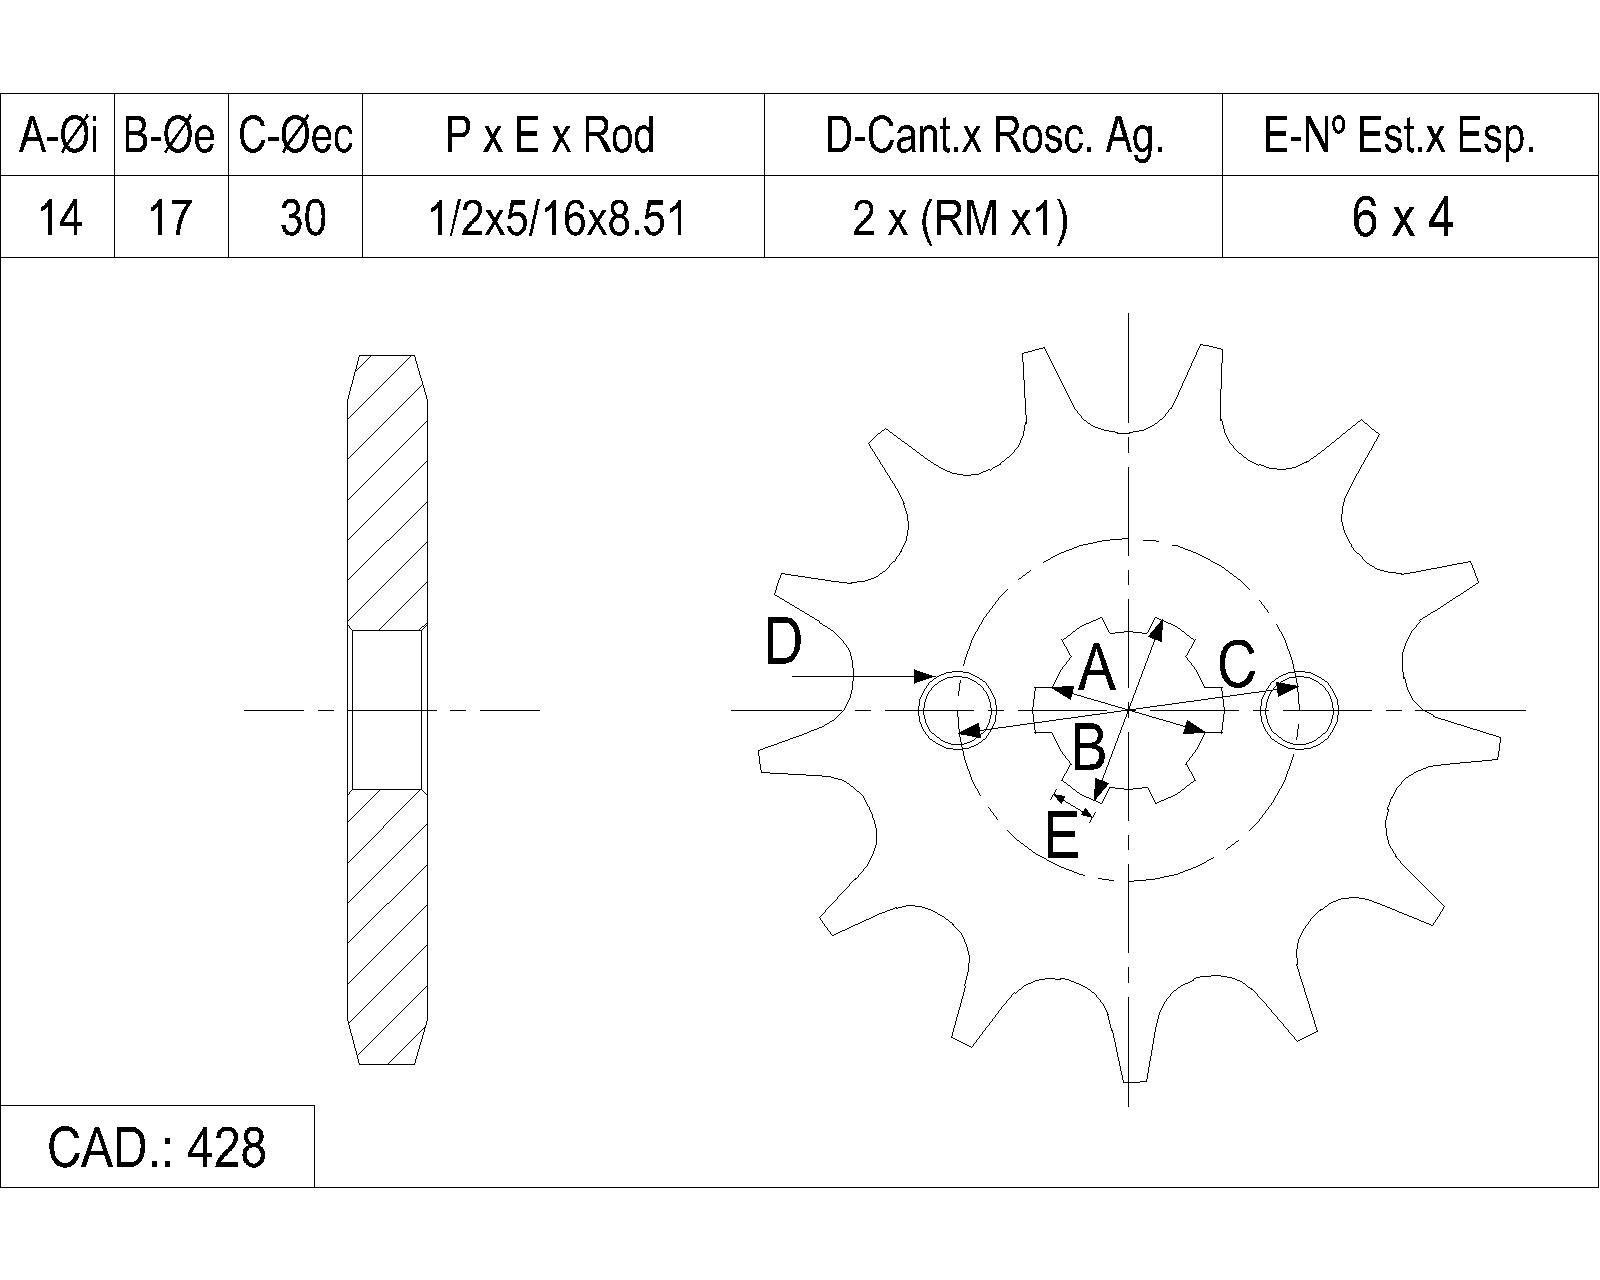 A-Øi B-Øe C-Øec P x E x Rod D-Cant.x Rosc. Ag. E-Nº Est.x Esp.
14 17 30 1/2x5/16x8.51 2 x (RM x1) 6 x 4
D
A
C
B
E
CAD.: 428